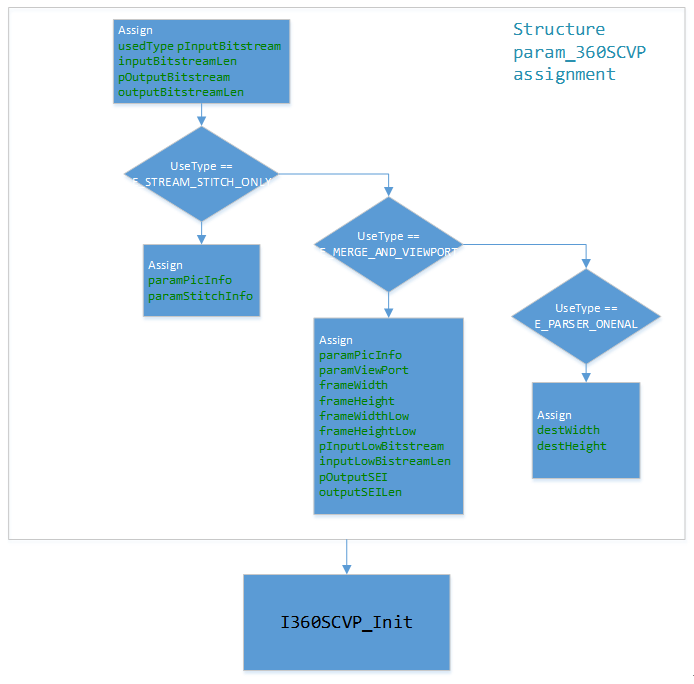 Structure
param_360SCVP
assignment
Assign
usedType pInputBitstream
inputBitstreamLen
pOutputBitstream
outputBitstreamLen
UseType ==
E_STREAM_STITCH_ONLY
UseType ==
E_MERGE_AND_VIEWPORT
Assign
paramPicInfo
paramStitchInfo
UseType ==
E_PARSER_ONENAL
Assign
paramPicInfo
paramViewPort
frameWidth
frameHeight
frameWidthLow
frameHeightLow
pInputLowBitstream
inputLowBistreamLen
pOutputSEI
outputSEILen
Assign
destWidth
destHeight
I360SCVP_Init